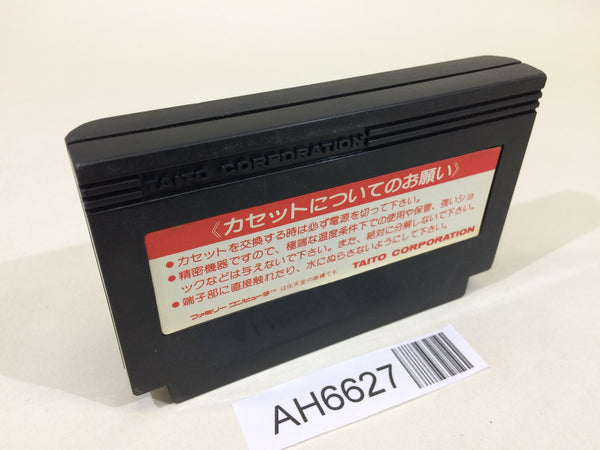 TAITO CORPORATION
《カセットについてのお願い》
●カセットを交換する時は必ず電源を切って下さい。
●精密機器ですので、極端な温度条件下での使用や保管、強いショ
ックなどは与えないで下さい。また、絶対に分解しないで下さい。
●端子部に直接触れたり、水にぬらさないようにして下さい。
ファミリーコンピュータ™は任天堂の商標です。
TAITO CORPORATION
AH6627